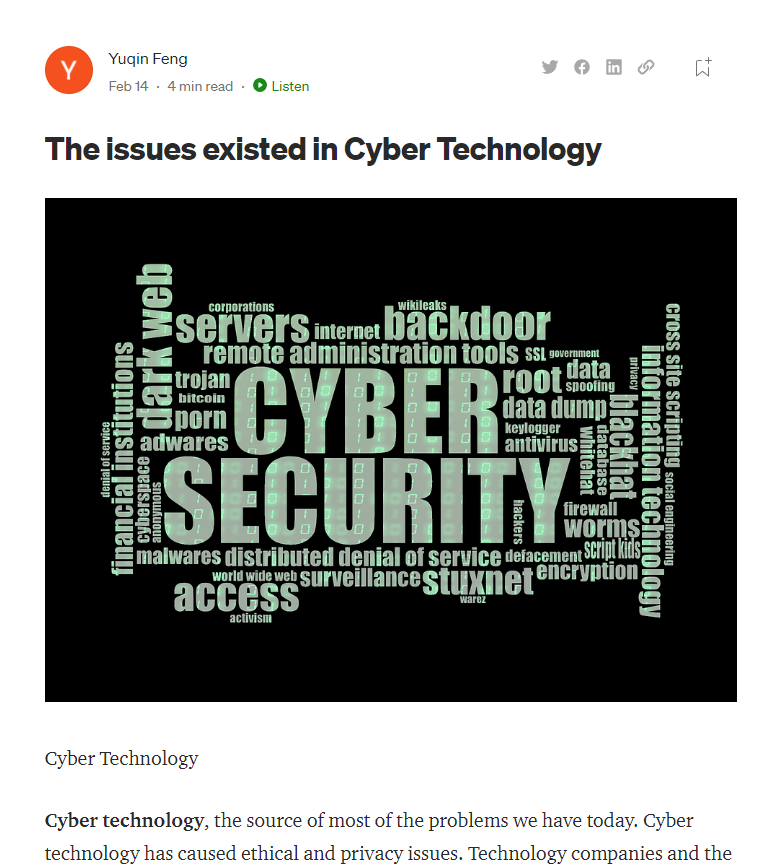 Y
Yuqin Feng
Feb 14 · 4 min read · Listen
The issues existed in Cyber Technology
dark web
corporations
wikileaks
servers
internet
backdoor
remote administration tools
SSL
government
trojan
bitcoin
porn
adwares
CYBER
root
data
spoofing
privacy
data dump
keylogger
antivirus
whitehat
database
blackhat
information technology
cross site scripting
social engineering
denial of service
financial institutions
cyberspace
anonymous
SECURITY
hackers
firewall
worms
script kids
malwares
distributed denial of service
defacement
world wide web
surveillance
stuxnet
encryption
access
warez
activism
Cyber Technology
Cyber technology, the source of most of the problems we have today. Cyber
technology has caused ethical and privacy issues. Technology companies and the